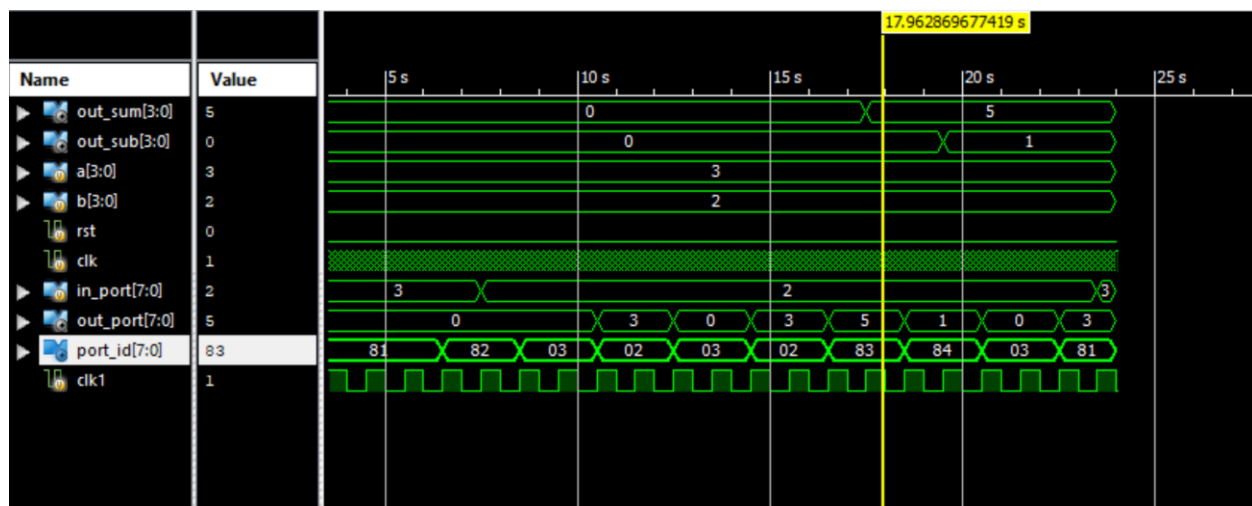 17.962869677419 s
Name Value 5 s 10 s 15 s 20 s 25 s
out_sum[3:0] 5 0 5
out_sub[3:0] 0 0 1
a[3:0] 3 3
b[3:0] 2 2
rst 0
clk 1
in_port[7:0] 2 3 2 3
out_port[7:0] 5 0 3 0 3 5 1 0 3
port_id[7:0] 83 81 82 03 02 03 02 83 84 03 81
clk1 1